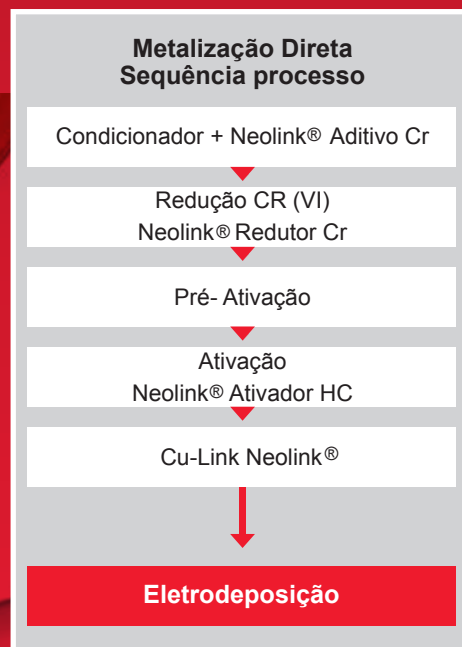 Metalização Direta
Sequência processo
Condicionador + Neolink® Aditivo Cr
Redução CR (VI)
Neolink® Redutor Cr
Pré- Ativação
Ativação
Neolink® Ativador HC
Cu-Link Neolink®
Eletrodeposição